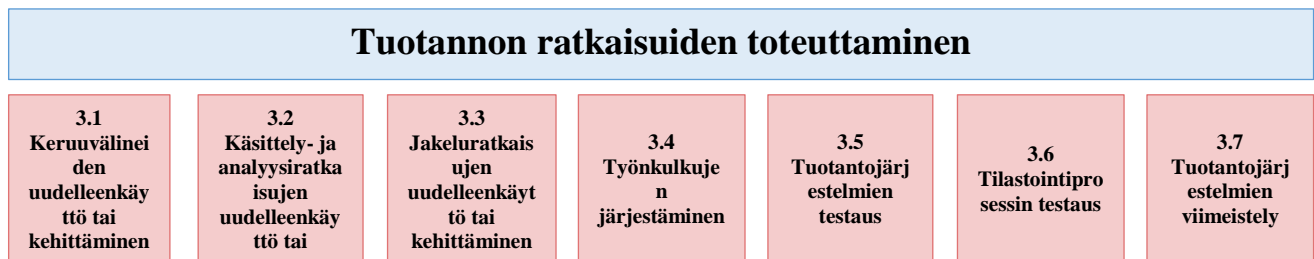 Tuotannon ratkaisuiden toteuttaminen
3.1
Keruuvälinei
den
uudelleenkäy
ttö tai
kehittäminen
3.2
Käsittely- ja
analyysiratka
isujen
uudelleenkäy
ttö tai
3.3
Jakeluratkais
ujen
uudelleenkäyt
tö tai
kehittäminen
3.4
Työnkulkuje
n
järjestäminen
3.5
Tuotantojärj
estelmien
testaus
3.6
Tilastointipro
sessin testaus
3.7
Tuotantojärj
estelmien
viimeistely